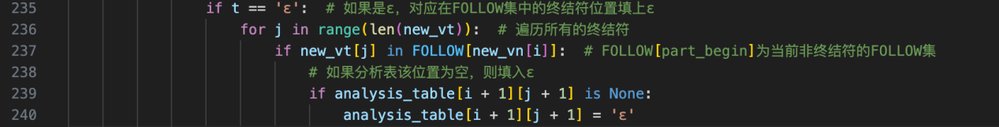 235 if t == 'ε':  # 如果是ε，对应在FOLLOW集中的终结符位置填上ε
236 for j in range(len(new_vt)):  # 遍历所有的终结符
237 if new_vt[j] in FOLLOW[new_vn[i]]:  # FOLLOW[part_begin]为当前非终结符的FOLLOW集
238 # 如果分析表该位置为空，则填入ε
239 if analysis_table[i + 1][j + 1] is None:
240 analysis_table[i + 1][j + 1] = 'ε'